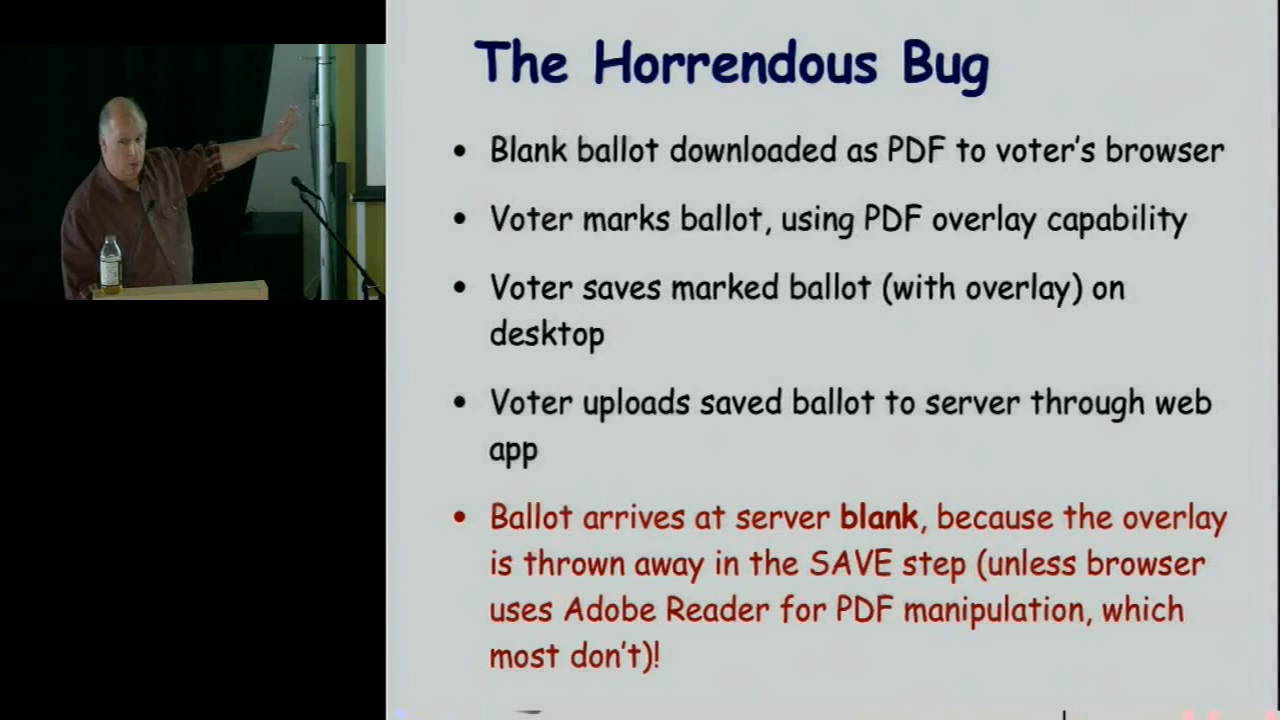 The Horrendous Bug
• Blank ballot downloaded as PDF to voter's browser
• Voter marks ballot, using PDF overlay capability
• Voter saves marked ballot (with overlay) on
desktop
• Voter uploads saved ballot to server through web
app
• Ballot arrives at server blank, because the overlay
is thrown away in the SAVE step (unless browser
uses Adobe Reader for PDF manipulation, which
most don't)!